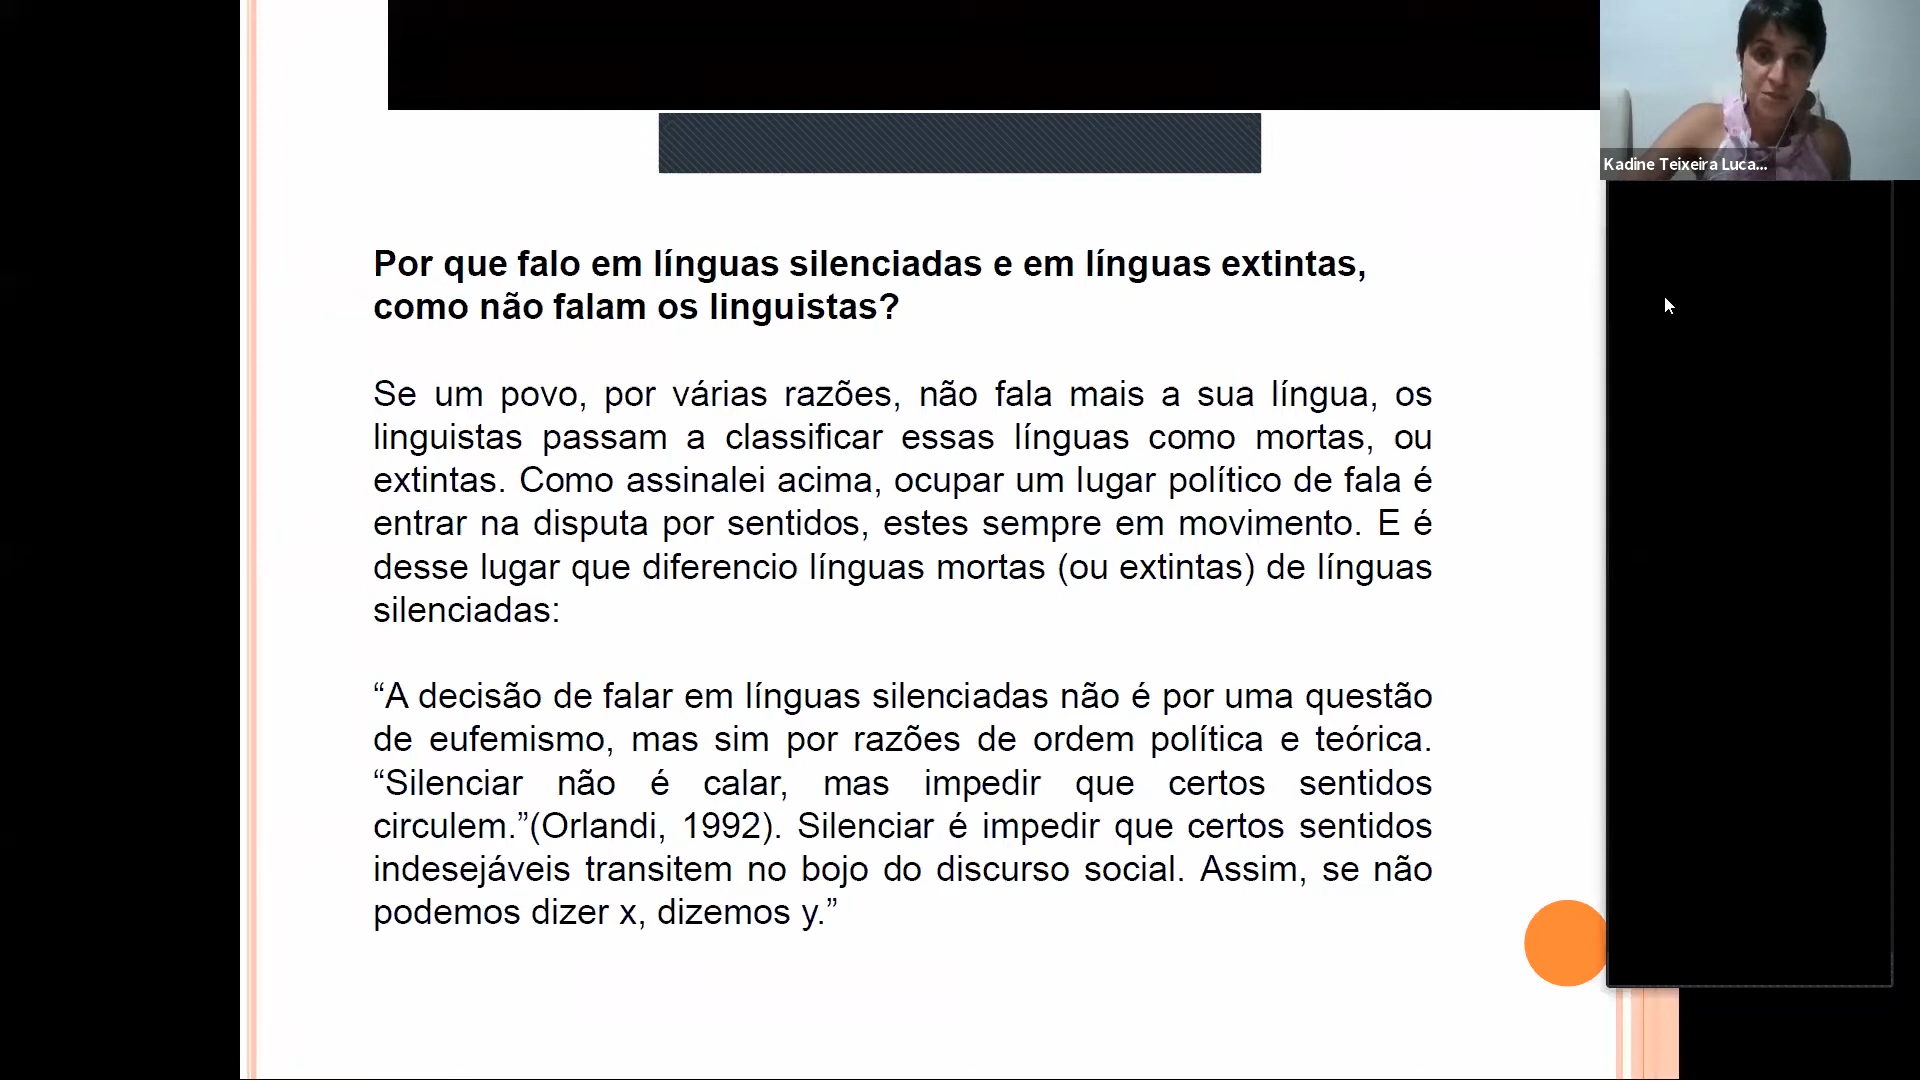 Kadine Teixeira Luca...
Por que falo em línguas silenciadas e em línguas extintas,
como não falam os linguistas?
Se um povo, por várias razões, não fala mais a sua língua, os
linguistas passam a classificar essas línguas como mortas, ou
extintas. Como assinalei acima, ocupar um lugar político de fala é
entrar na disputa por sentidos, estes sempre em movimento. E é
desse lugar que diferencio línguas mortas (ou extintas) de línguas
silenciadas:
“A decisão de falar em línguas silenciadas não é por uma questão
de eufemismo, mas sim por razões de ordem política e teórica.
“Silenciar não é calar, mas impedir que certos sentidos
circulem.”(Orlandi, 1992). Silenciar é impedir que certos sentidos
indesejáveis transitem no bojo do discurso social. Assim, se não
podemos dizer x, dizemos y.”